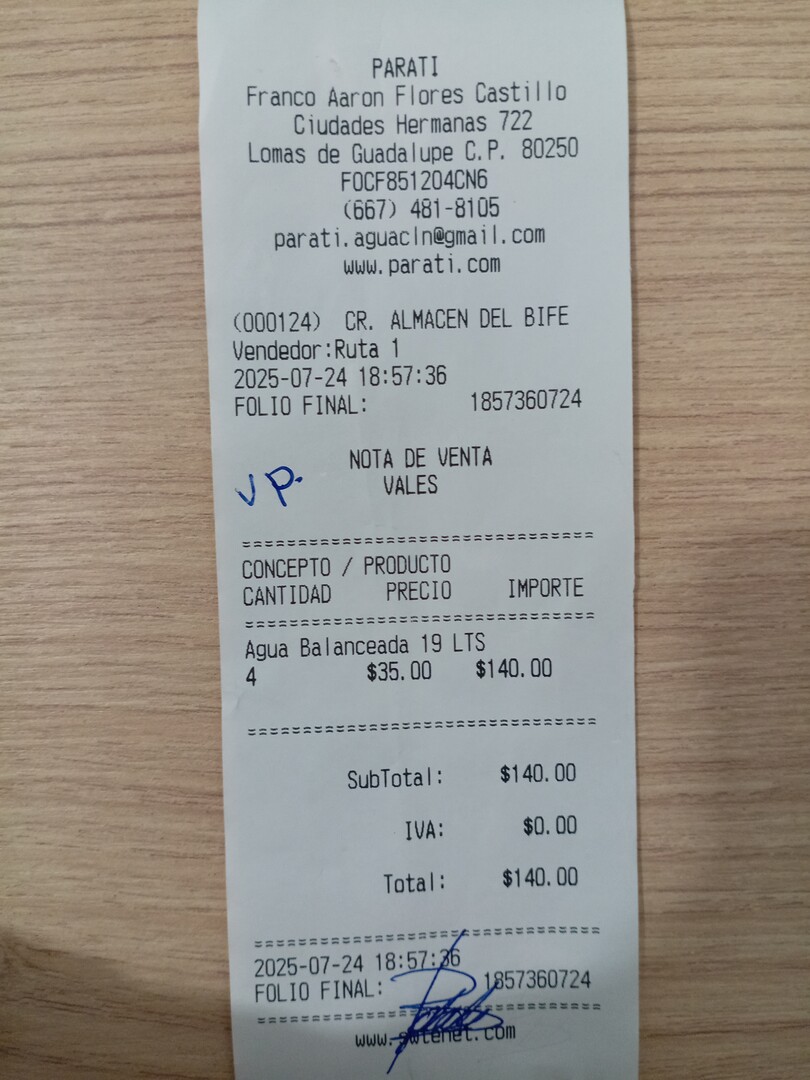 PARATI
Franco Aaron Flores Castillo
Ciudades Hermanas 722
Lomas de Guadalupe C.P. 80250
FOCF851204CN6
(667) 481-8105
parati.aguacln@gmail.com
www.parati.com
(000124) CR. ALMACEN DEL BIFE
Vendedor:Ruta 1
2025-07-24 18:57:36
FOLIO FINAL: 1857360724
NOTA DE VENTA
VP. VALES
==============================
CONCEPTO / PRODUCTO
CANTIDAD PRECIO IMPORTE
==============================
Agua Balanceada 19 LTS
4 $35.00 $140.00
==============================
SubTotal: $140.00
IVA: $0.00
Total: $140.00
==============================
2025-07-24 18:57:36
FOLIO FINAL: 1857360724
==============================